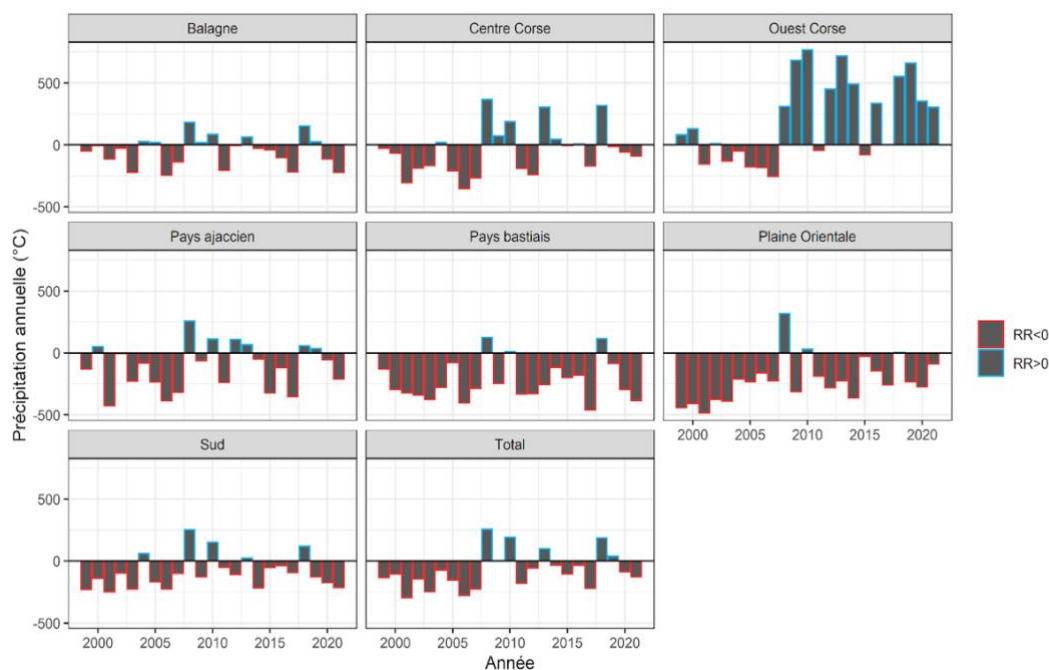 Balagne
Centre Corse
Ouest Corse
500
0
-500
Pays ajaccien
Pays bastiais
Plaine Orientale
500
0
-500
2000 2005 2010 2015 2020
Sud
Total
500
0
-500
2000 2005 2010 2015 2020
2000 2005 2010 2015 2020
Précipitation annuelle (°C)
Année
RR<0
RR>0